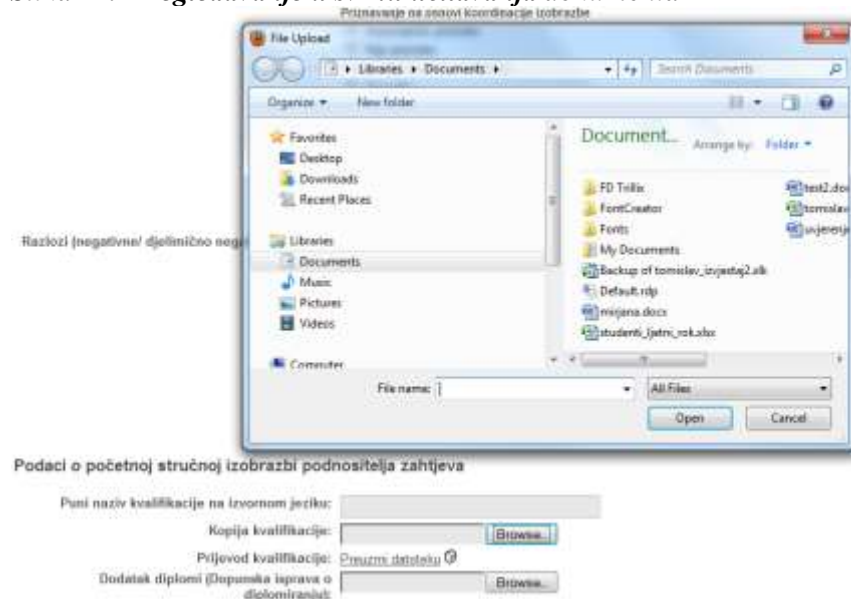 Priznavanje na osnovi koordinacije izobrazbe
File Upload
Libraries ▸ Documents ▸
Search Documents
Organize ▾ New folder
Favorites
Desktop
Downloads
Recent Places
Libraries
Documents
Music
Pictures
Videos
Computer
Document...
Arrange by: Folder ▾
FD Trillix
FontCreator
Fonts
My Documents
Backup of tomislav_izvjestaj2.xlk
Default.rdp
mirjana.docx
studenti_ljetni_rok.xlsx
test2.doc
tomislav
uvjerenje
Razlozi (negativne/ djelimično nega
File name:
All Files
Open Cancel
Podaci o početnoj stručnoj izobrazbi podnositelja zahtjeva
Puni naziv kvalifikacije na izvornom jeziku:
Kopija kvalifikacije: Browse...
Prijevod kvalifikacije: Preuzmi datoteku
Dodatak diplomi (Dopunska isprava o Browse...
diplomiranju):